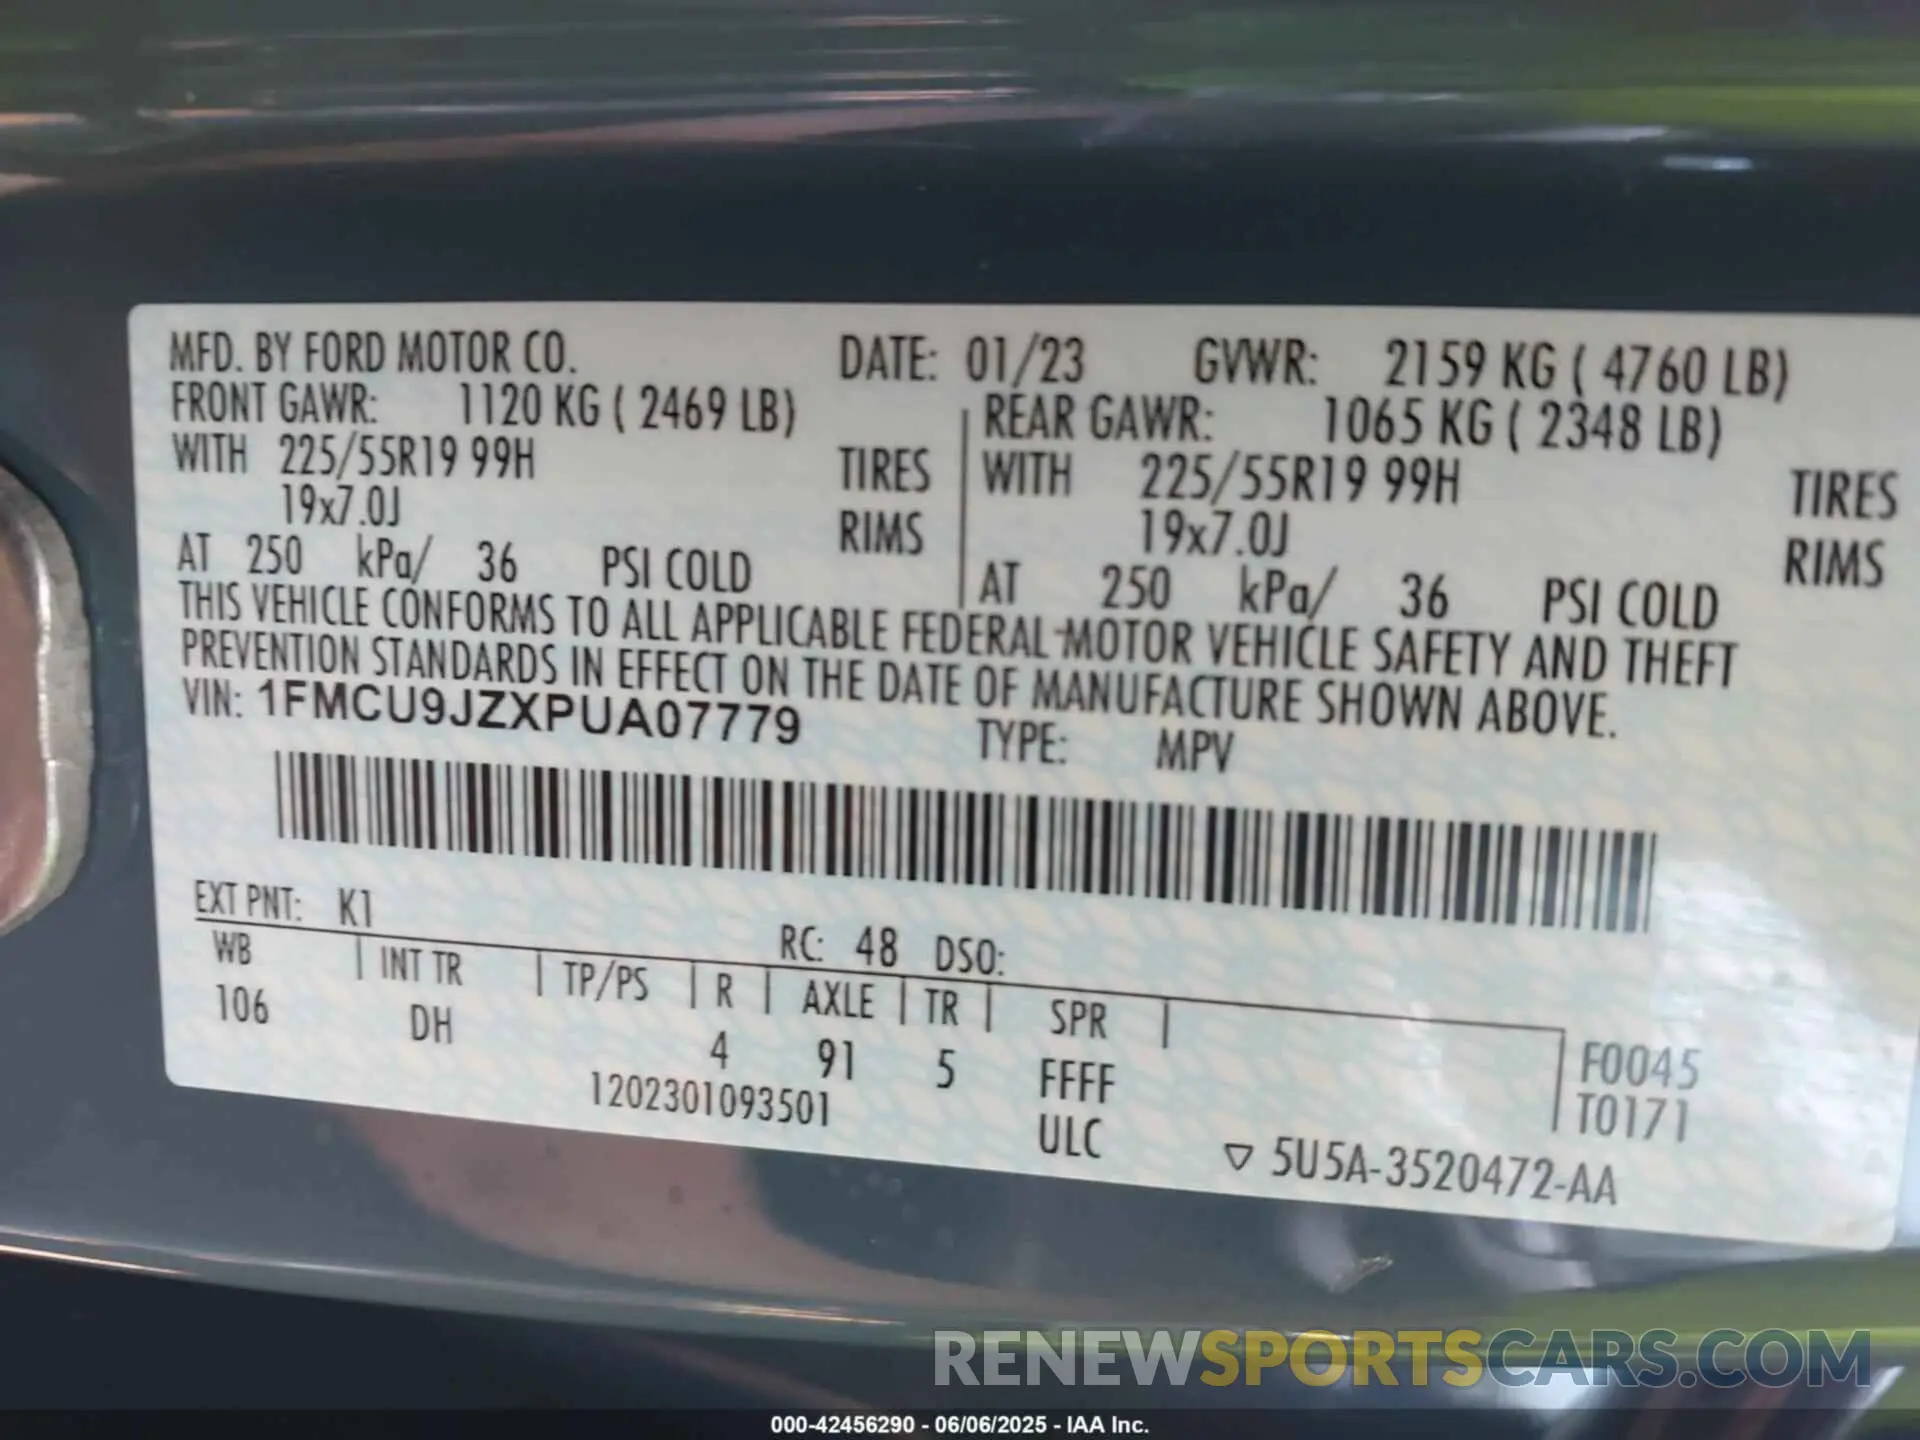 MFD. BY FORD MOTOR CO. DATE: 01/23 GVWR: 2159 KG ( 4760 LB)
FRONT GAWR: 1120 KG ( 2469 LB) REAR GAWR: 1065 KG ( 2348 LB)
WITH 225/55R19 99H TIRES WITH 225/55R19 99H TIRES
19x7.0J RIMS 19x7.0J RIMS
AT 250 kPa/ 36 PSI COLD AT 250 kPa/ 36 PSI COLD
THIS VEHICLE CONFORMS TO ALL APPLICABLE FEDERAL MOTOR VEHICLE SAFETY AND THEFT
PREVENTION STANDARDS IN EFFECT ON THE DATE OF MANUFACTURE SHOWN ABOVE.
VIN: 1FMCU9JZXPUA07779 TYPE: MPV
EXT PNT: K1 RC: 48 DSO:
WB | INT TR | TP/PS | R | AXLE | TR | SPR |
106 DH 4 91 5 FFFF F0045
1202301093501 ULC T0171
▽ 5U5A-3520472-AA
RENEWSPORTSCARS.COM
000-42456290 - 06/06/2025 - IAA Inc.